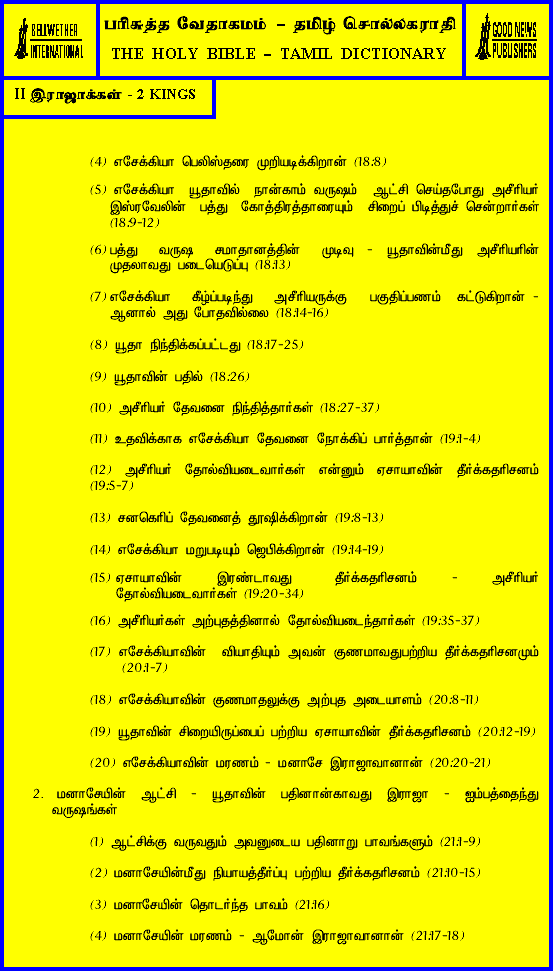 BELLWETHER
INTERNATIONAL
பரிசுத்த வேதாகமம் – தமிழ் சொல்லகராதி
THE HOLY BIBLE – TAMIL DICTIONARY
GOOD NEWS
PUBLISHERS
II இராஜாக்கள் - 2 KINGS
(4) எசேக்கியா பெலிஸ்தரை முறியடிக்கிறான் (18:8)
(5) எசேக்கியா யூதாவில் நான்காம் வருஷம் ஆட்சி செய்தபோது அசீரியர்
இஸ்ரவேலின் பத்து கோத்திரத்தாரையும் சிறைப் பிடித்துச் சென்றார்கள்
(18:9-12)
(6) பத்து வருஷ சமாதானத்தின் முடிவு - யூதாவின்மீது அசீரியரின்
முதலாவது படையெடுப்பு (18:13)
(7) எசேக்கியா கீழ்ப்படிந்து அசீரியருக்கு பகுதிப்பணம் கட்டுகிறான் -
ஆனால் அது போதவில்லை (18:14-16)
(8) யூதா நிந்திக்கப்பட்டது (18:17-25)
(9) யூதாவின் பதில் (18:26)
(10) அசீரியர் தேவனை நிந்தித்தார்கள் (18:27-37)
(11) உதவிக்காக எசேக்கியா தேவனை நோக்கிப் பார்த்தான் (19:1-4)
(12) அசீரியர் தோல்வியடைவார்கள் என்னும் ஏசாயாவின் தீர்க்கதரிசனம்
(19:5-7)
(13) சனகெரிப் தேவனைத் தூஷிக்கிறான் (19:8-13)
(14) எசேக்கியா மறுபடியும் ஜெபிக்கிறான் (19:14-19)
(15) ஏசாயாவின் இரண்டாவது தீர்க்கதரிசனம் - அசீரியர்
தோல்வியடைவார்கள் (19:20-34)
(16) அசீரியர்கள் அற்புதத்தினால் தோல்வியடைந்தார்கள் (19:35-37)
(17) எசேக்கியாவின் வியாதியும் அவன் குணமாவதுபற்றிய தீர்க்கதரிசனமும்
(20:1-7)
(18) எசேக்கியாவின் குணமாதலுக்கு அற்புத அடையாளம் (20:8-11)
(19) யூதாவின் சிறையிருப்பைப் பற்றிய ஏசாயாவின் தீர்க்கதரிசனம் (20:12-19)
(20) எசேக்கியாவின் மரணம் - மனாசே இராஜாவானான் (20:20-21)
2. மனாசேயின் ஆட்சி - யூதாவின் பதினான்காவது இராஜா - ஐம்பத்தைந்து
வருஷங்கள்
(1) ஆட்சிக்கு வருவதும் அவனுடைய பதினாறு பாவங்களும் (21:1-9)
(2) மனாசேயின்மீது நியாயத்தீர்ப்பு பற்றிய தீர்க்கதரிசனம் (21:10-15)
(3) மனாசேயின் தொடர்ந்த பாவம் (21:16)
(4) மனாசேயின் மரணம் - ஆமோன் இராஜாவானான் (21:17-18)